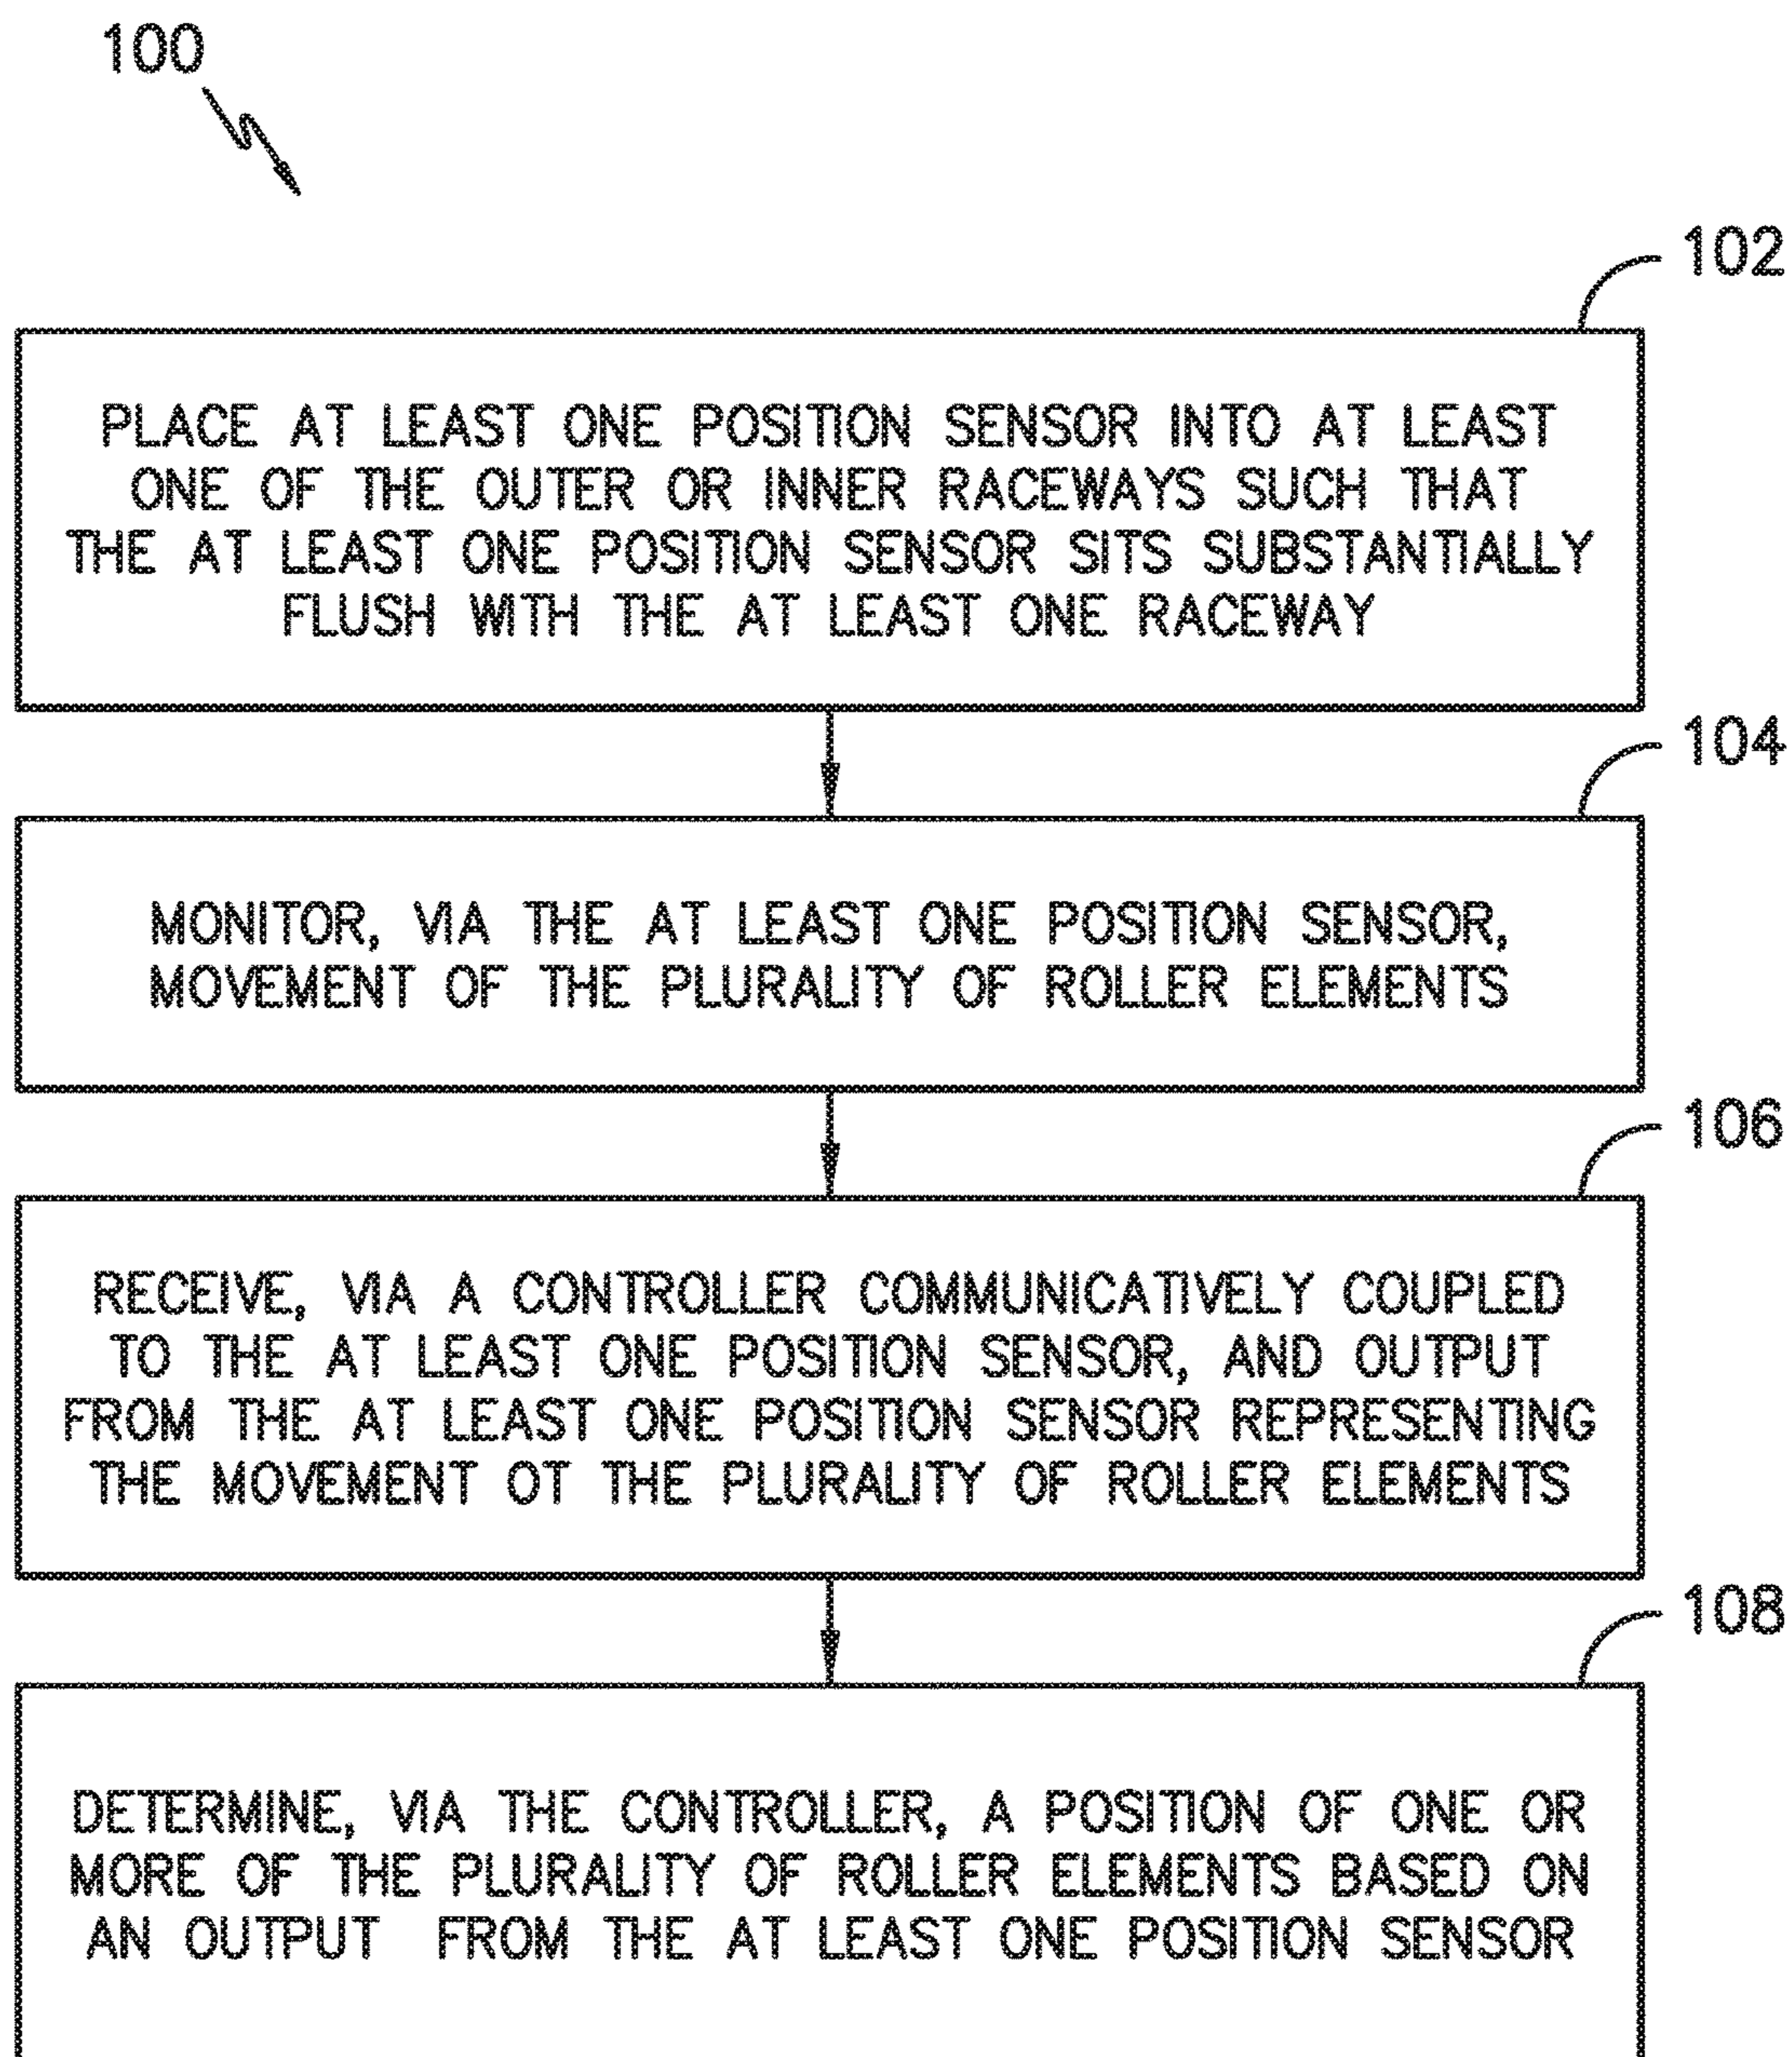 100
102
PLACE AT LEAST ONE POSITION SENSOR INTO AT LEAST
ONE OF THE OUTER OR INNER RACEWAYS SUCH THAT
THE AT LEAST ONE POSITION SENSOR SITS SUBSTANTIALLY
FLUSH WITH THE AT LEAST ONE RACEWAY
104
MONITOR, VIA THE AT LEAST ONE POSITION SENSOR,
MOVEMENT OF THE PLURALITY OF ROLLER ELEMENTS
106
RECEIVE, VIA A CONTROLLER COMMUNICATIVELY COUPLED
TO THE AT LEAST ONE POSITION SENSOR, AND OUTPUT
FROM THE AT LEAST ONE POSITION SENSOR REPRESENTING
THE MOVEMENT OT THE PLURALITY OF ROLLER ELEMENTS
108
DETERMINE, VIA THE CONTROLLER, A POSITION OF ONE OR
MORE OF THE PLURALITY OF ROLLER ELEMENTS BASED ON
AN OUTPUT FROM THE AT LEAST ONE POSITION SENSOR